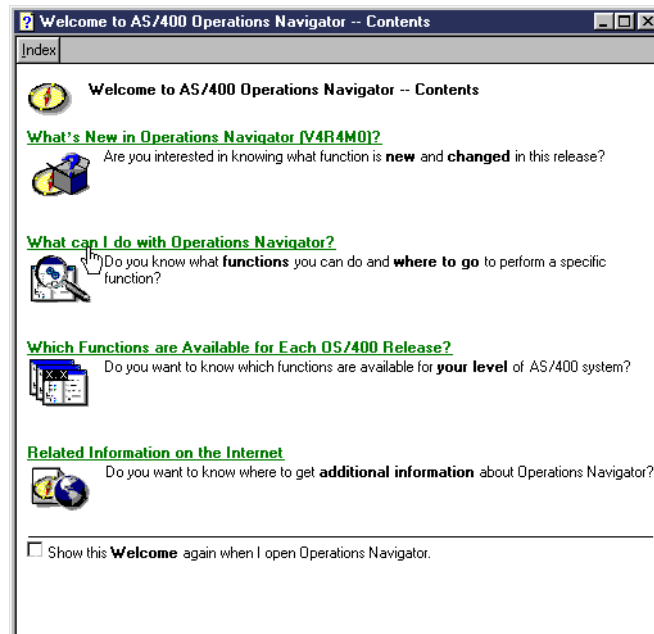 Welcome to AS/400 Operations Navigator -- Contents
Index
Welcome to AS/400 Operations Navigator -- Contents
What's New in Operations Navigator (V4R4M0)?
Are you interested in knowing what function is new and changed in this release?
What can I do with Operations Navigator?
Do you know what functions you can do and where to go to perform a specific
function?
Which Functions are Available for Each OS/400 Release?
X.X
Do you want to know which functions are available for your level of AS/400 system?
Related Information on the Internet
Do you want to know where to get additional information about Operations Navigator?
Show this Welcome again when I open Operations Navigator.